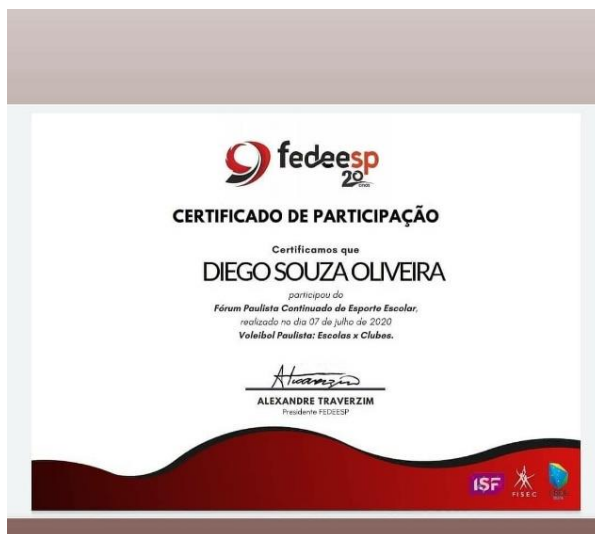 fedeesp
20
anos
CERTIFICADO DE PARTICIPAÇÃO
Certificamos que
DIEGO SOUZA OLIVEIRA
participou do
Fórum Paulista Continuado de Esporte Escolar,
realizado no dia 07 de julho de 2020
Voleibol Paulista: Escolas x Clubes.
ALEXANDRE TRAVERZIM
Presidente FEDEESP
ISF
FISEC